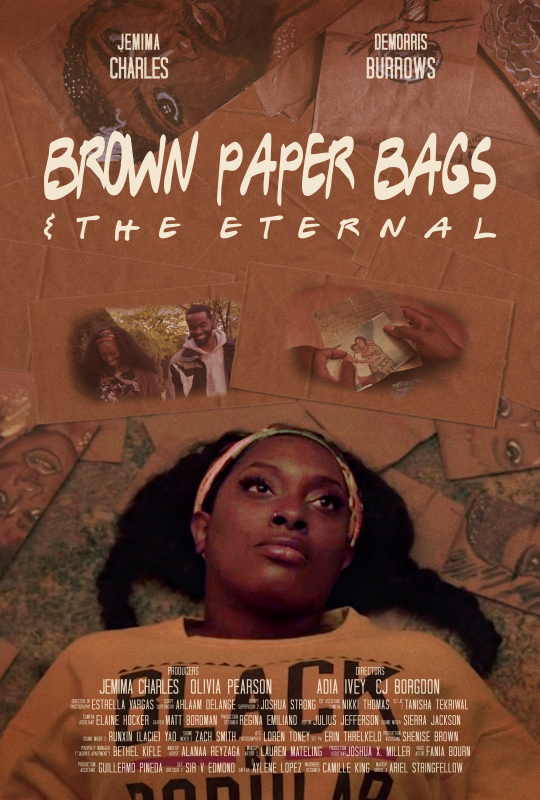 JEMIMA CHARLES
DEMORRIS BURROWS
BROWN PAPER BAGS
& THE ETERNAL
PRODUCERS
JEMIMA CHARLES OLIVIA PEARSON
DIRECTORS
ADIA IVEY CJ BORGDON
ESTRELLA VARGAS AHLAAM DELANGE JOSHUA STRONG NIKKI THOMAS TANISHA TEKRIWAL
ELAINE HOCKER MATT BORDMAN REGINA EMILIANO JULIUS JEFFERSON SIERRA JACKSON
RUNXIN (LACIE) YAO ZACH SMITH LOREN TONEY ERIN THRELKELD SHENISE BROWN
BETHEL KIFLE ALANAA REYZAGA LAUREN MATELING JOSHUA X. MILLER FANIA BOURN
GUILLERMO PINEDA SIR V EDMOND AYLENE LOPEZ CAMILLE KING ARIEL STRINGFELLOW
BLACK
POPULAR